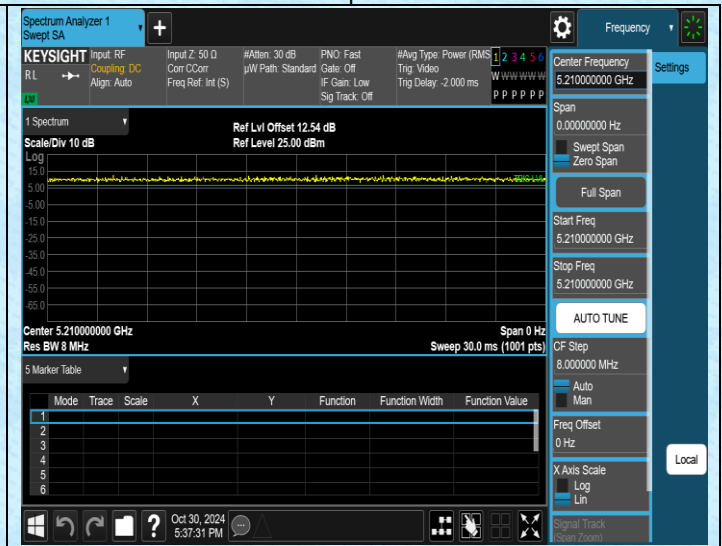 Spectrum Analyzer 1
Swept SA
+
Frequency
KEYSIGHT
RL
Input: RF
Coupling: DC
Align: Auto
Input Z: 50 Ω
Corr CCorr
Freq Ref: Int (S)
#Atten: 30 dB
µW Path: Standard
PNO: Fast
Gate: Off
IF Gain: Low
Sig Track: Off
#Avg Type: Power (RMS
Trig: Video
Trig Delay: -2.000 ms
1 2 3 4 5 6
W W W W W W
P P P P P P
1 Spectrum
Scale/Div 10 dB
Ref Lvl Offset 12.54 dB
Ref Level 25.00 dBm
Log
15.0
5.00
-5.00
-15.0
-25.0
-35.0
-45.0
-55.0
-65.0
Center 5.210000000 GHz
Res BW 8 MHz
Span 0 Hz
Sweep 30.0 ms (1001 pts)
5 Marker Table
Mode Trace Scale X Y Function Function Width Function Value
1
2
3
4
5
6
Oct 30, 2024
5:37:31 PM
?
Center Frequency
5.210000000 GHz
Settings
Span
0.00000000 Hz
Swept Span
Zero Span
Full Span
Start Freq
5.210000000 GHz
Stop Freq
5.210000000 GHz
AUTO TUNE
CF Step
8.000000 MHz
Auto
Man
Freq Offset
0 Hz
X Axis Scale
Log
Lin
Local
Signal Track
(Span Zoom)